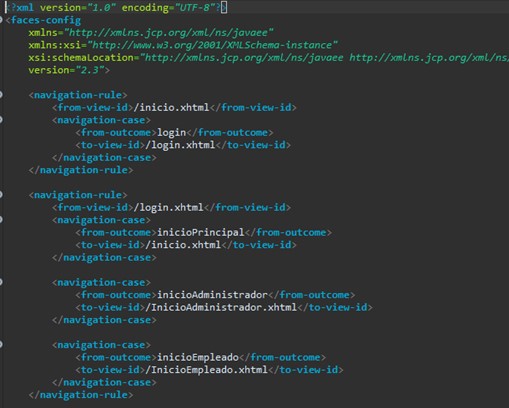 <?xml version="1.0" encoding="UTF-8"?>
<faces-config
    xmlns="http://xmlns.jcp.org/xml/ns/javaee"
    xmlns:xsi="http://www.w3.org/2001/XMLSchema-instance"
    xsi:schemaLocation="http://xmlns.jcp.org/xml/ns/javaee http://xmlns.jcp.org/xml/ns
    version="2.3">

    <navigation-rule>
        <from-view-id>/inicio.xhtml</from-view-id>
        <navigation-case>
            <from-outcome>login</from-outcome>
            <to-view-id>/login.xhtml</to-view-id>
        </navigation-case>
    </navigation-rule>

    <navigation-rule>
        <from-view-id>/login.xhtml</from-view-id>
        <navigation-case>
            <from-outcome>inicioPrincipal</from-outcome>
            <to-view-id>/inicio.xhtml</to-view-id>
        </navigation-case>

        <navigation-case>
            <from-outcome>inicioAdministrador</from-outcome>
            <to-view-id>/InicioAdministrador.xhtml</to-view-id>
        </navigation-case>

        <navigation-case>
            <from-outcome>inicioEmpleado</from-outcome>
            <to-view-id>/InicioEmpleado.xhtml</to-view-id>
        </navigation-case>
    </navigation-rule>